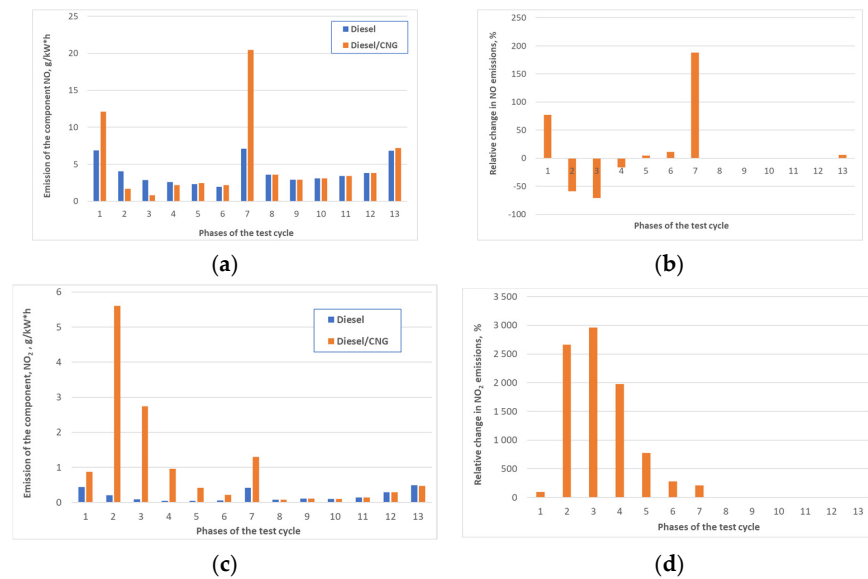 Emission of the component NO, g/kW*h
25
20
15
10
5
0
Diesel
Diesel/CNG
1 2 3 4 5 6 7 8 9 10 11 12 13
Phases of the test cycle
(a)
Relative change in NO emissions, %
250
200
150
100
50
0
-50
-100
1 2 3 4 5 6 7 8 9 10 11 12 13
Phases of the test cycle
(b)
Emission of the component, NO₂ , g/kW*h
6
5
4
3
2
1
0
Diesel
Diesel/CNG
1 2 3 4 5 6 7 8 9 10 11 12 13
Phases of the test cycle
(c)
Relative change in NO₂ emissions, %
3 500
3 000
2 500
2 000
1 500
1 000
500
0
1 2 3 4 5 6 7 8 9 10 11 12 13
Phases of the test cycle
(d)